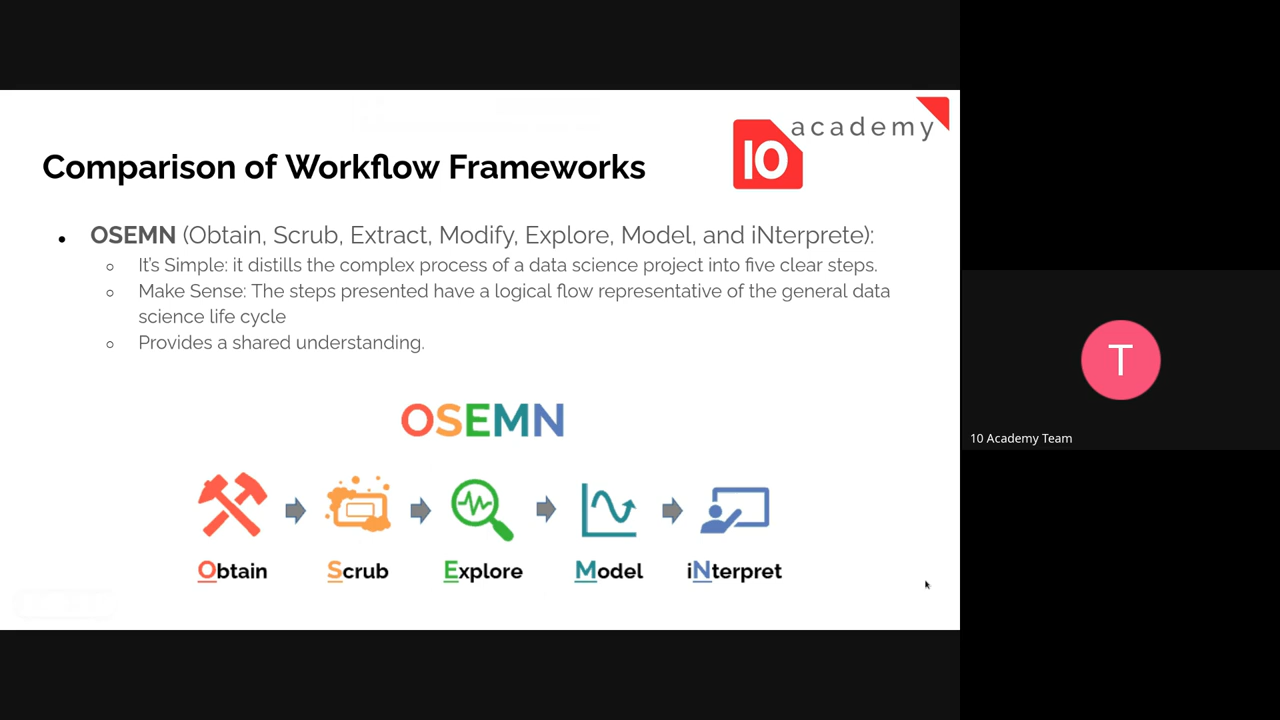 10 academy
Comparison of Workflow Frameworks
• OSEMN (Obtain, Scrub, Extract, Modify, Explore, Model, and iNterprete):
○ It's Simple: it distills the complex process of a data science project into five clear steps.
○ Make Sense: The steps presented have a logical flow representative of the general data
science life cycle
○ Provides a shared understanding.
OSEMN
Obtain Scrub Explore Model iNterpret
T
10 Academy Team